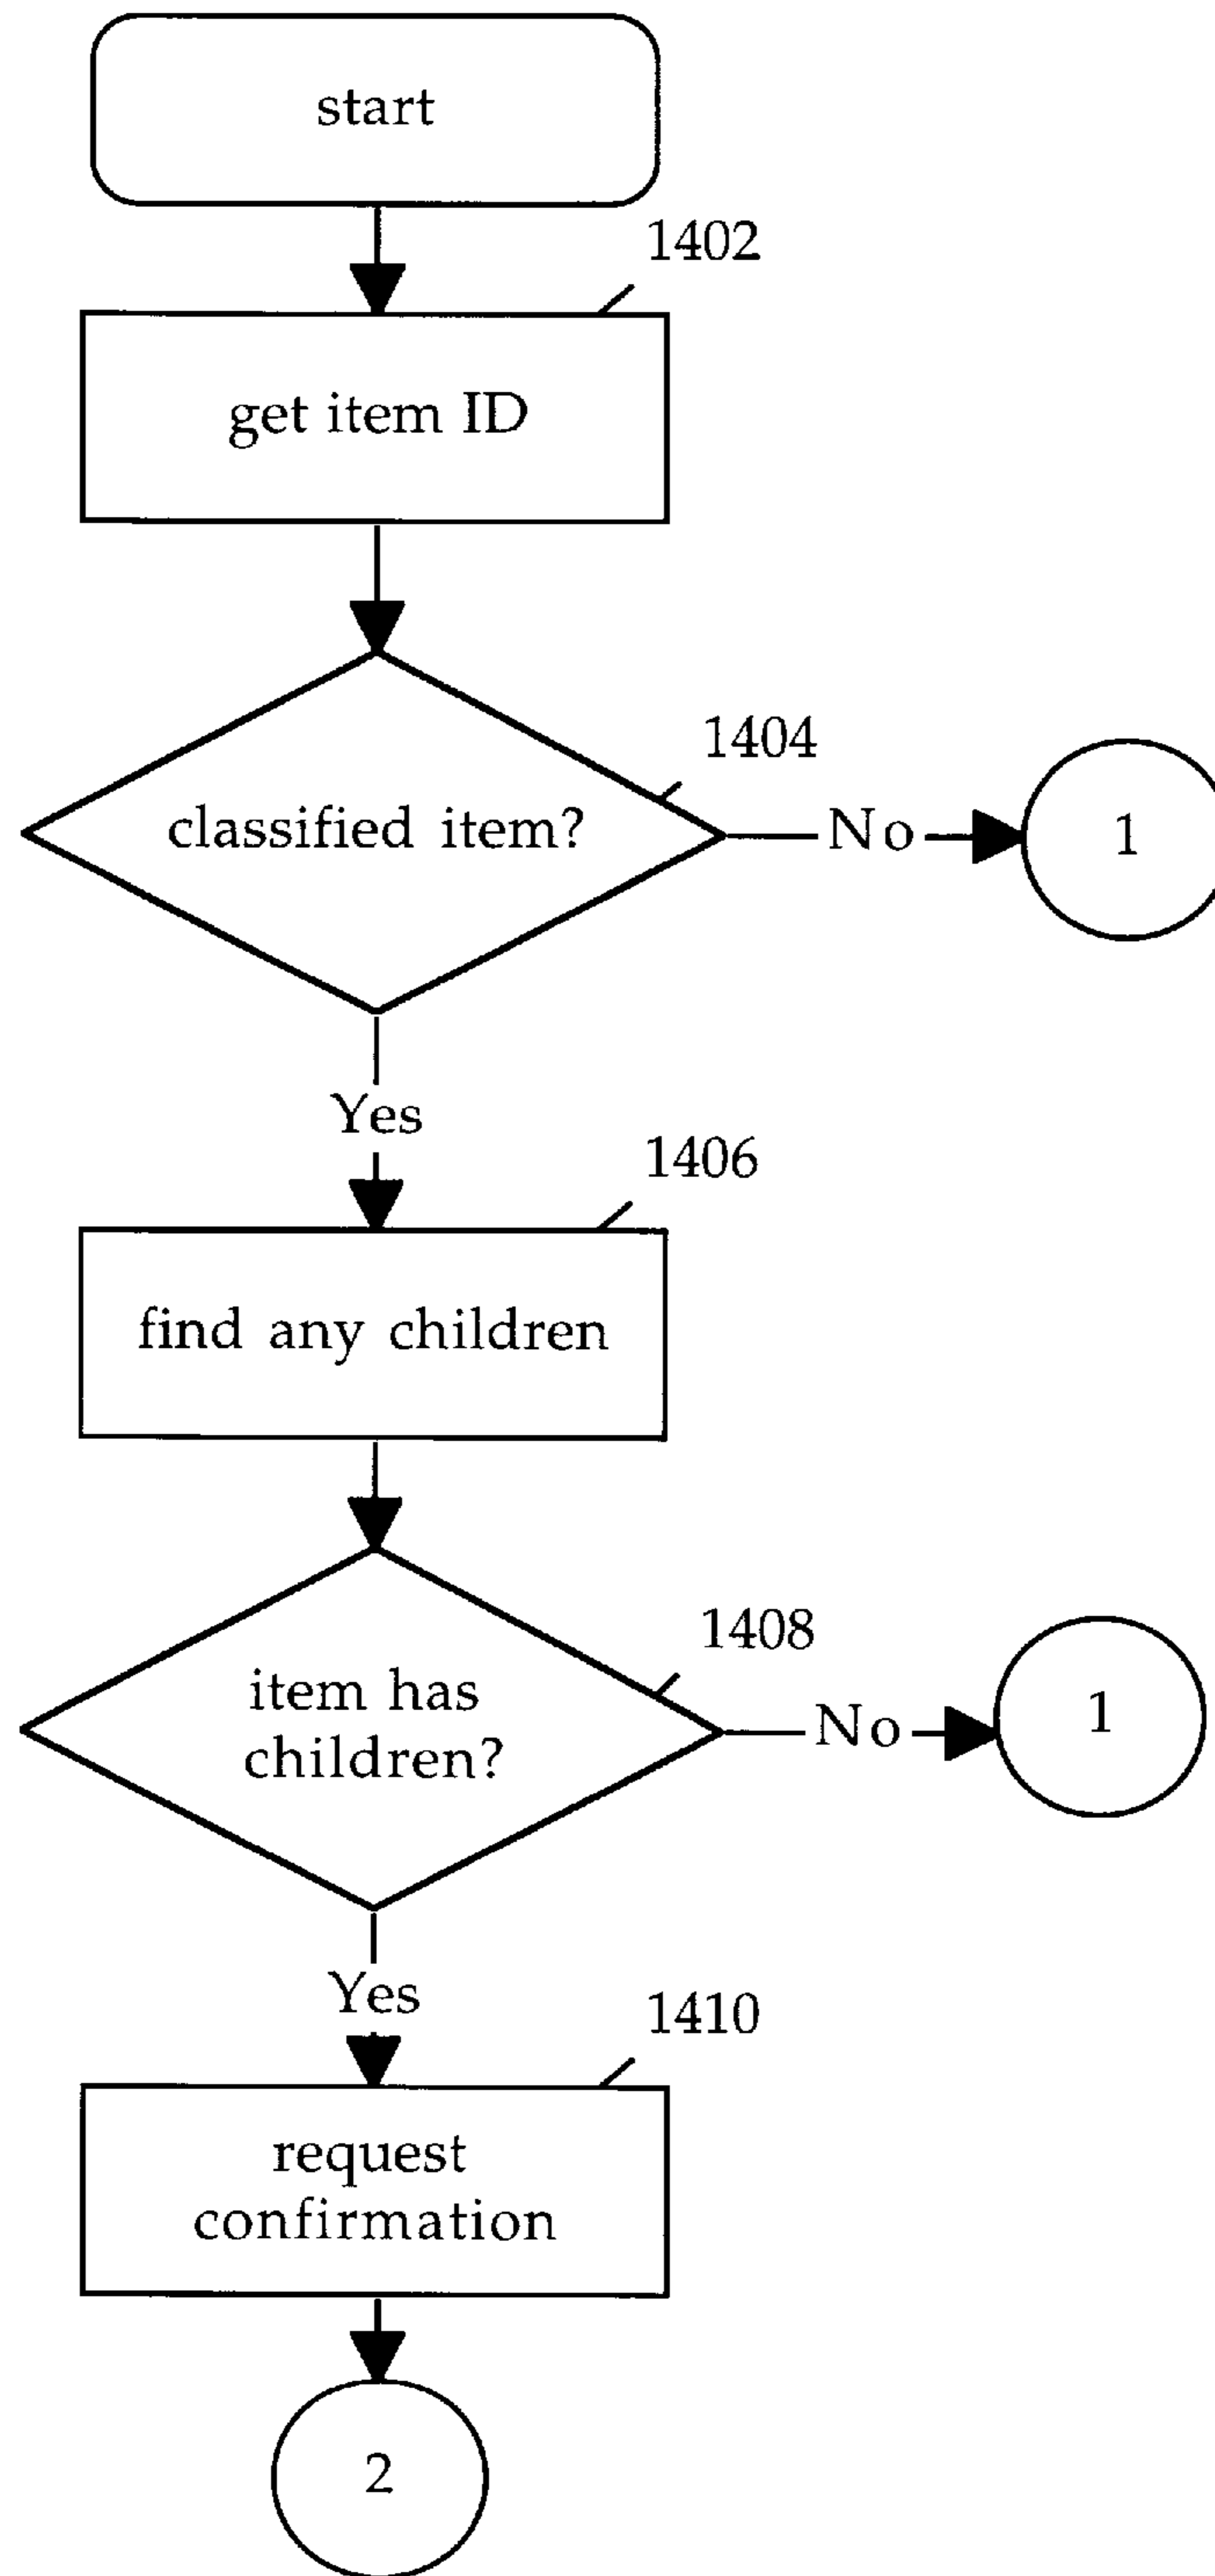 start
1402
get item ID
1404
classified item?
No
1
Yes
1406
find any children
1408
item has
children?
No
1
Yes
1410
request
confirmation
2